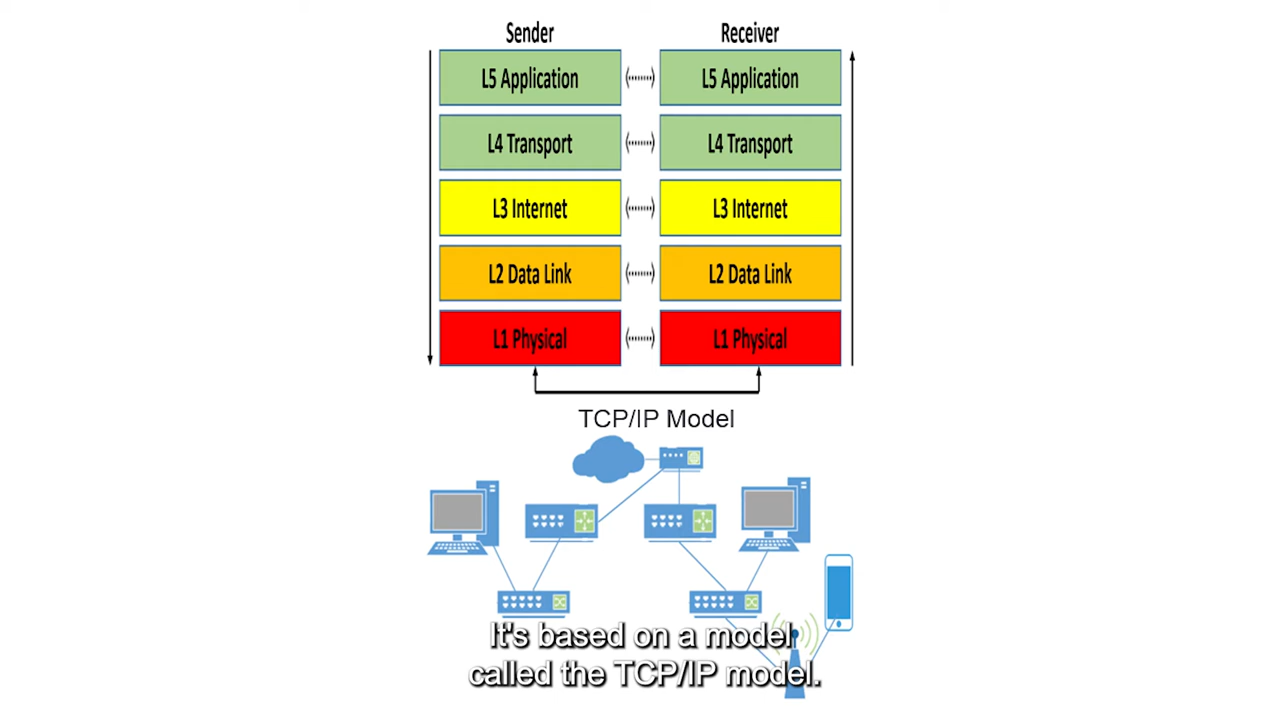 Sender Receiver
L5 Application L5 Application
L4 Transport L4 Transport
L3 Internet L3 Internet
L2 Data Link L2 Data Link
L1 Physical L1 Physical
TCP/IP Model
It's based on a model
called the TCP/IP model.